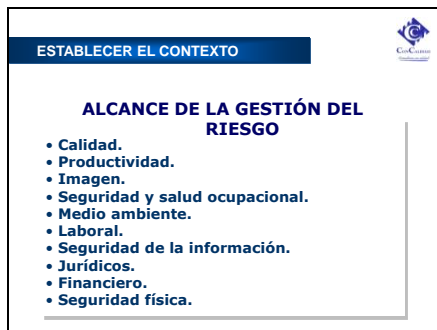 ESTABLECER EL CONTEXTO
ALCANCE DE LA GESTIÓN DEL
RIESGO
• Calidad.
• Productividad.
• Imagen.
• Seguridad y salud ocupacional.
• Medio ambiente.
• Laboral.
• Seguridad de la información.
• Jurídicos.
• Financiero.
• Seguridad física.